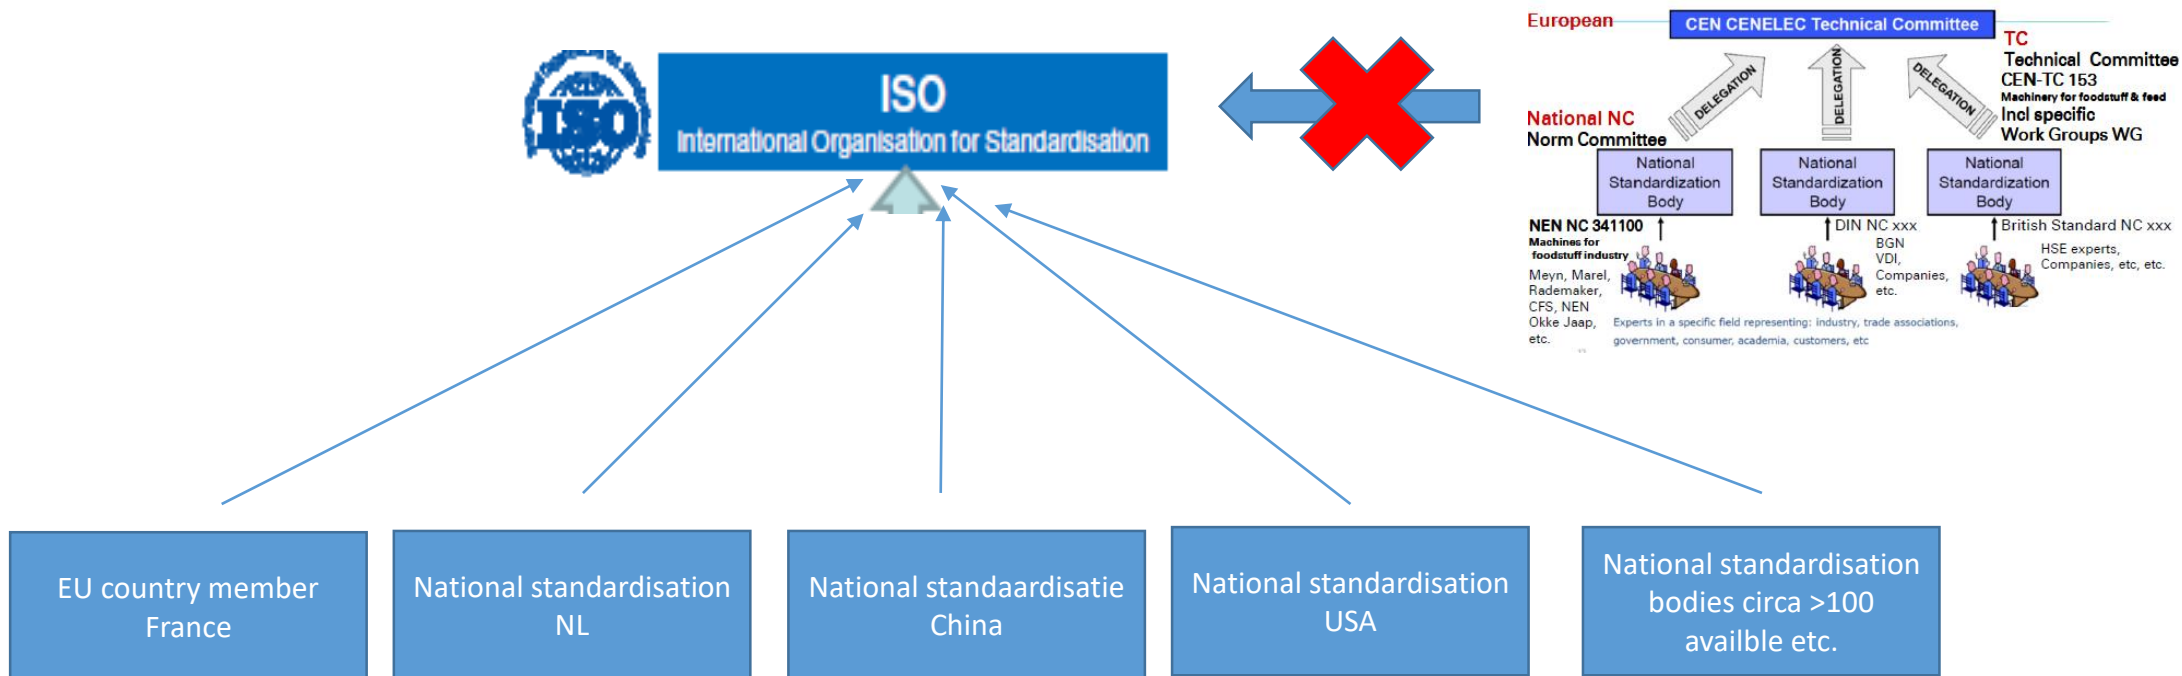 ISO
ISO
International Organisation for Standardisation
European
CEN CENELEC Technical Committee
TC
Technical Committee
CEN-TC 153
Machinery for foodstuff & feed
Incl specific
Work Groups WG
DELEGATION
DELEGATION
DELEGATION
National NC
Norm Committee
National
Standardization
Body
National
Standardization
Body
National
Standardization
Body
NEN NC 341100
Machines for
foodstuff industry
Meyn, Marel,
Rademaker,
CFS, NEN
Okke Jaap,
etc.
DIN NC xxx
BGN
VDI,
Companies,
etc.
British Standard NC xxx
HSE experts,
Companies, etc, etc.
Experts in a specific field representing: industry, trade associations,
government, consumer, academia, customers, etc
EU country member
France
National standardisation
NL
National standaardisatie
China
National standardisation
USA
National standardisation
bodies circa >100
availble etc.